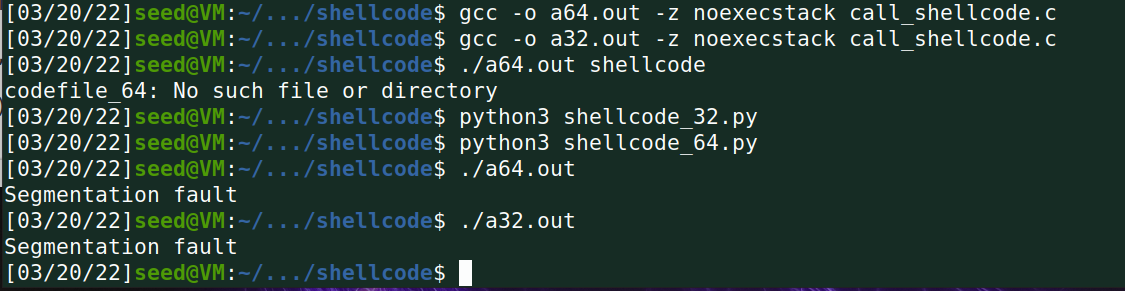 [03/20/22]seed@VM:~/.../shellcode$ gcc -o a64.out -z noexecstack call_shellcode.c
[03/20/22]seed@VM:~/.../shellcode$ gcc -o a32.out -z noexecstack call_shellcode.c
[03/20/22]seed@VM:~/.../shellcode$ ./a64.out shellcode
codefile_64: No such file or directory
[03/20/22]seed@VM:~/.../shellcode$ python3 shellcode_32.py
[03/20/22]seed@VM:~/.../shellcode$ python3 shellcode_64.py
[03/20/22]seed@VM:~/.../shellcode$ ./a64.out
Segmentation fault
[03/20/22]seed@VM:~/.../shellcode$ ./a32.out
Segmentation fault
[03/20/22]seed@VM:~/.../shellcode$